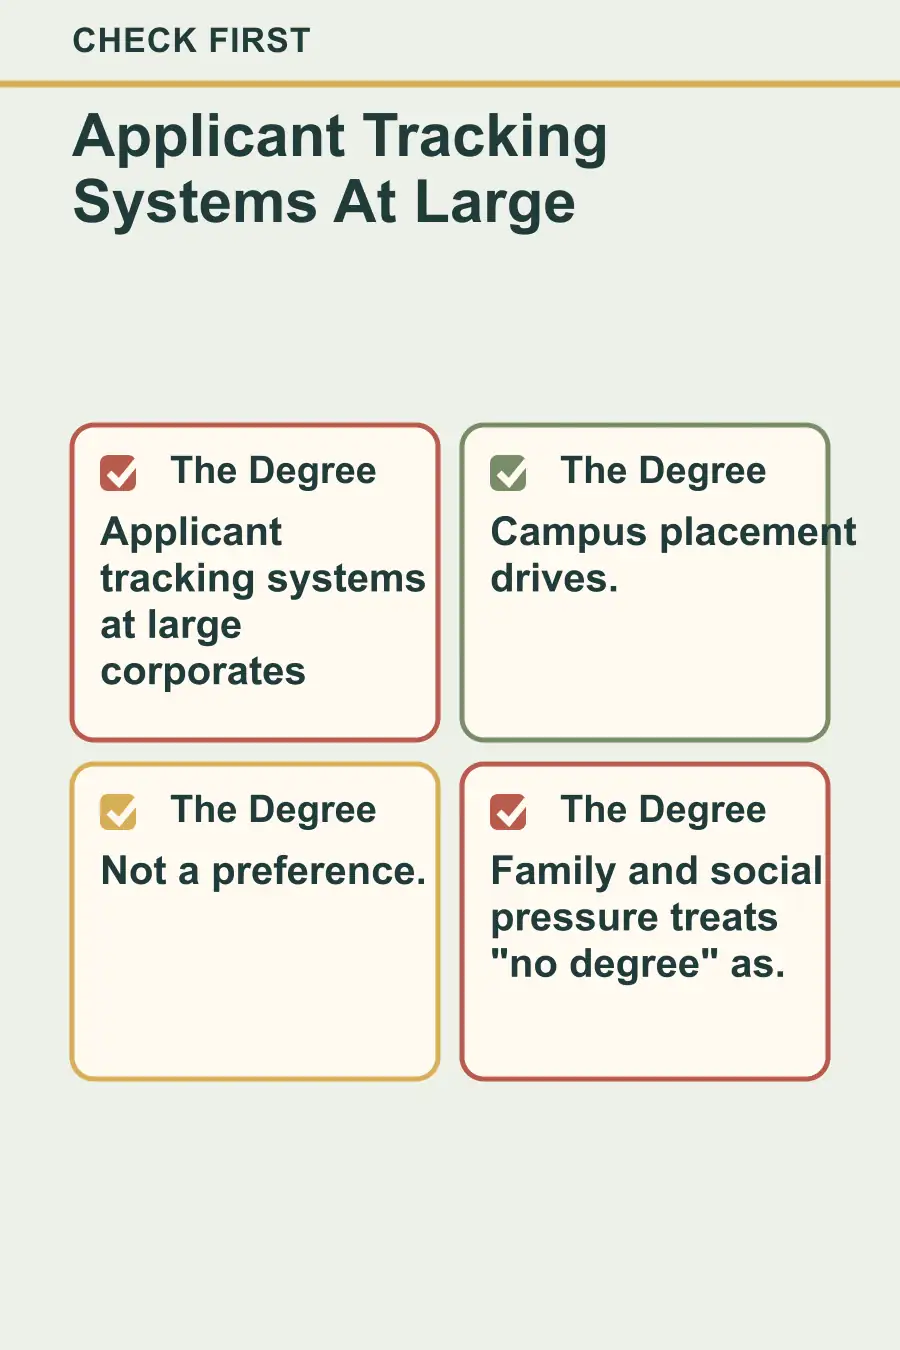 CHECK FIRST
Applicant Tracking
Systems At Large
The Degree
Applicant
tracking systems
at large
corporates
The Degree
Campus placement
drives.
The Degree
Not a preference.
The Degree
Family and social
pressure treats
"no degree" as.